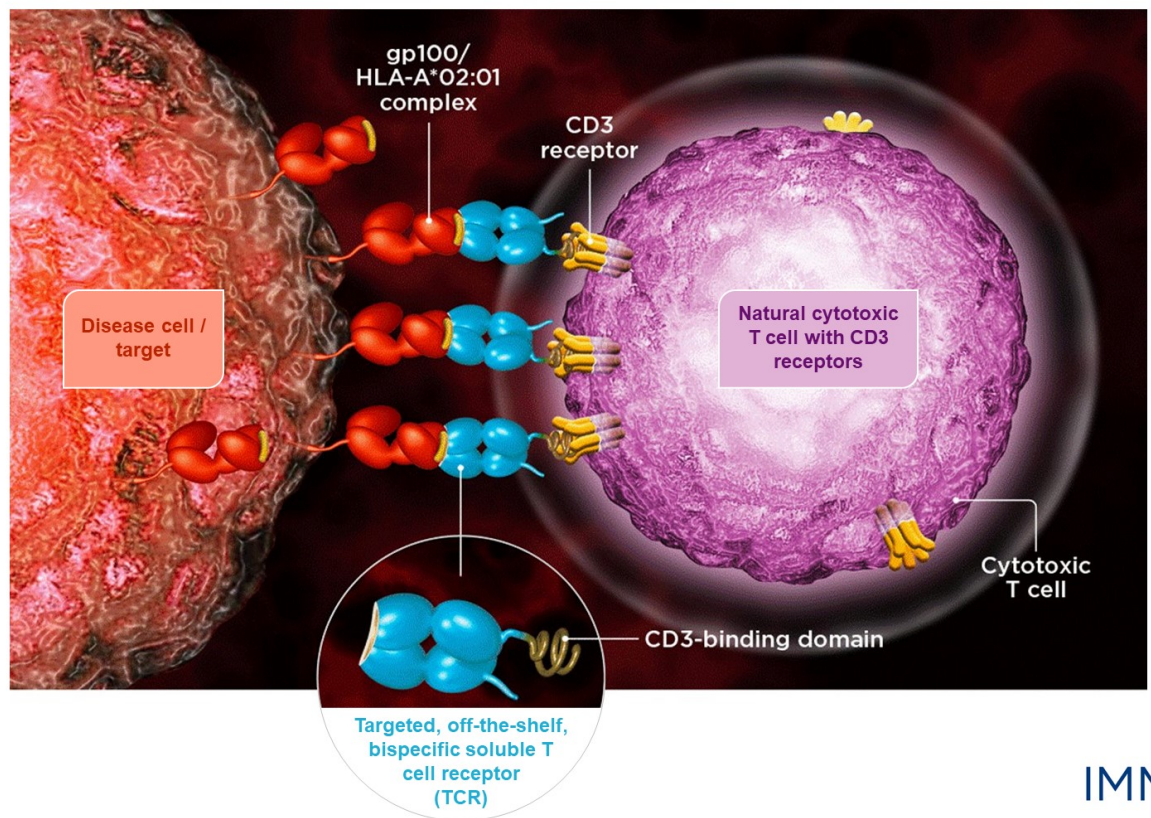 gp100/
HLA-A*02:01
complex
CD3
receptor
Disease cell /
target
Natural cytotoxic
T cell with CD3
receptors
Cytotoxic
T cell
CD3-binding domain
Targeted, off-the-shelf,
bispecific soluble T
cell receptor
(TCR)